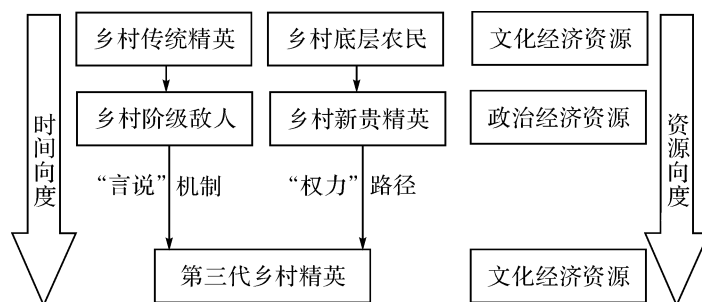 乡村传统精英
乡村底层农民
文化经济资源
乡村阶级敌人
乡村新贵精英
政治经济资源
时间向度
资源向度
“言说”机制
“权力”路径
第三代乡村精英
文化经济资源